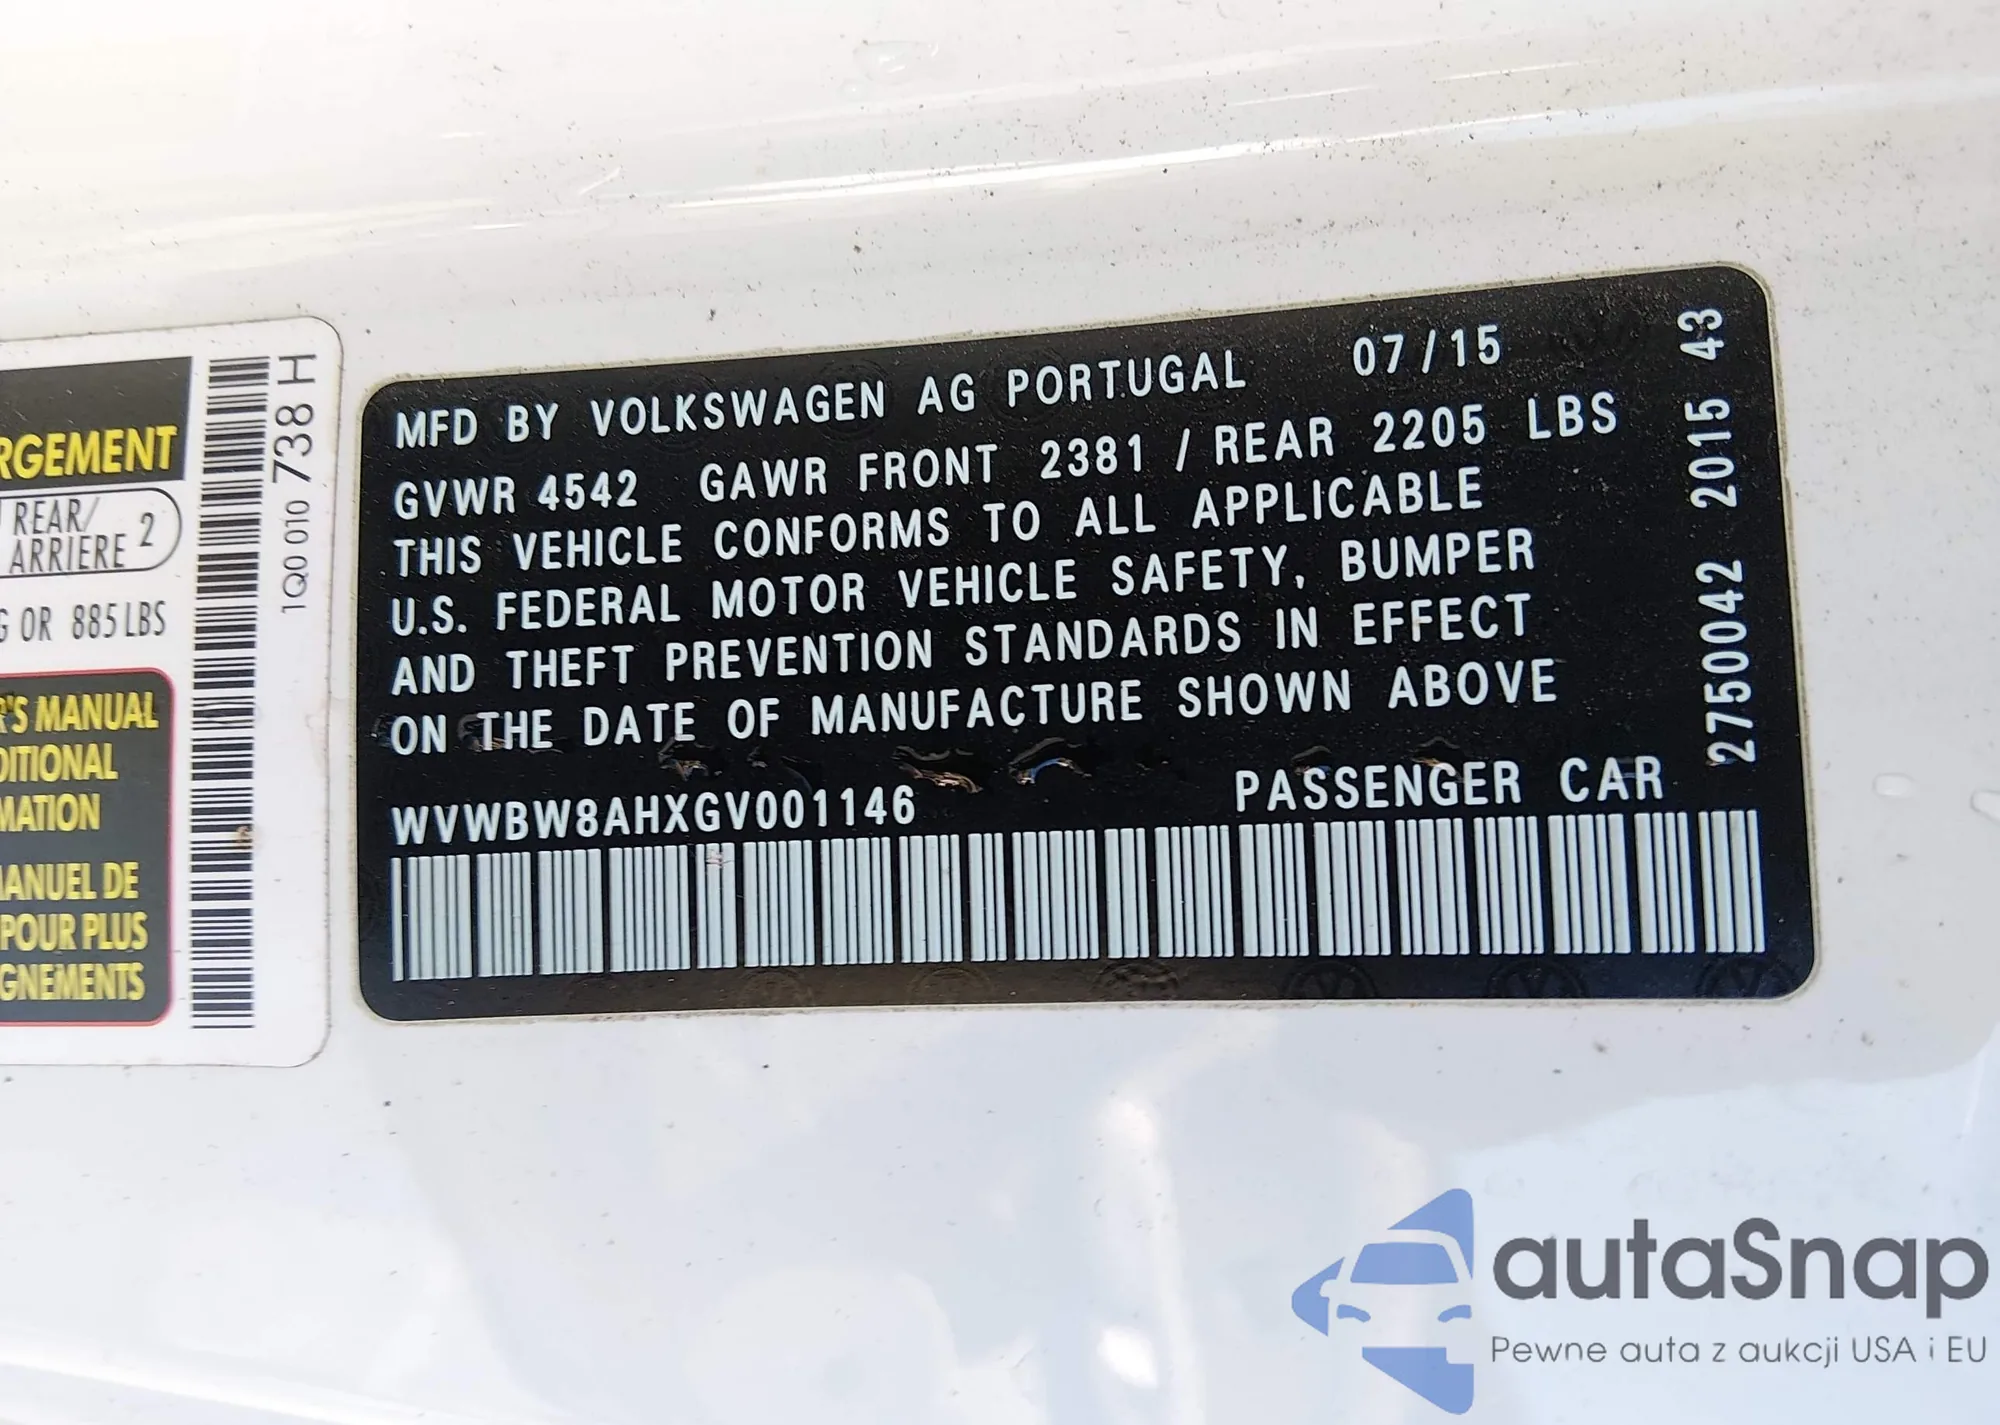 RGEMENT
REAR/
ARRIERE 2
G OR 885 LBS
R'S MANUAL
DITIONAL
MATION
MANUEL DE
POUR PLUS
GNEMENTS
1Q0 010 738 H
MFD BY VOLKSWAGEN AG PORTUGAL 07/15
GVWR 4542 GAWR FRONT 2381 / REAR 2205 LBS
THIS VEHICLE CONFORMS TO ALL APPLICABLE
U.S. FEDERAL MOTOR VEHICLE SAFETY, BUMPER
AND THEFT PREVENTION STANDARDS IN EFFECT
ON THE DATE OF MANUFACTURE SHOWN ABOVE
WVWBW8AHXGV001146 PASSENGER CAR
27500042 2015 43
autaSnap
Pewne auta z aukcji USA i EU